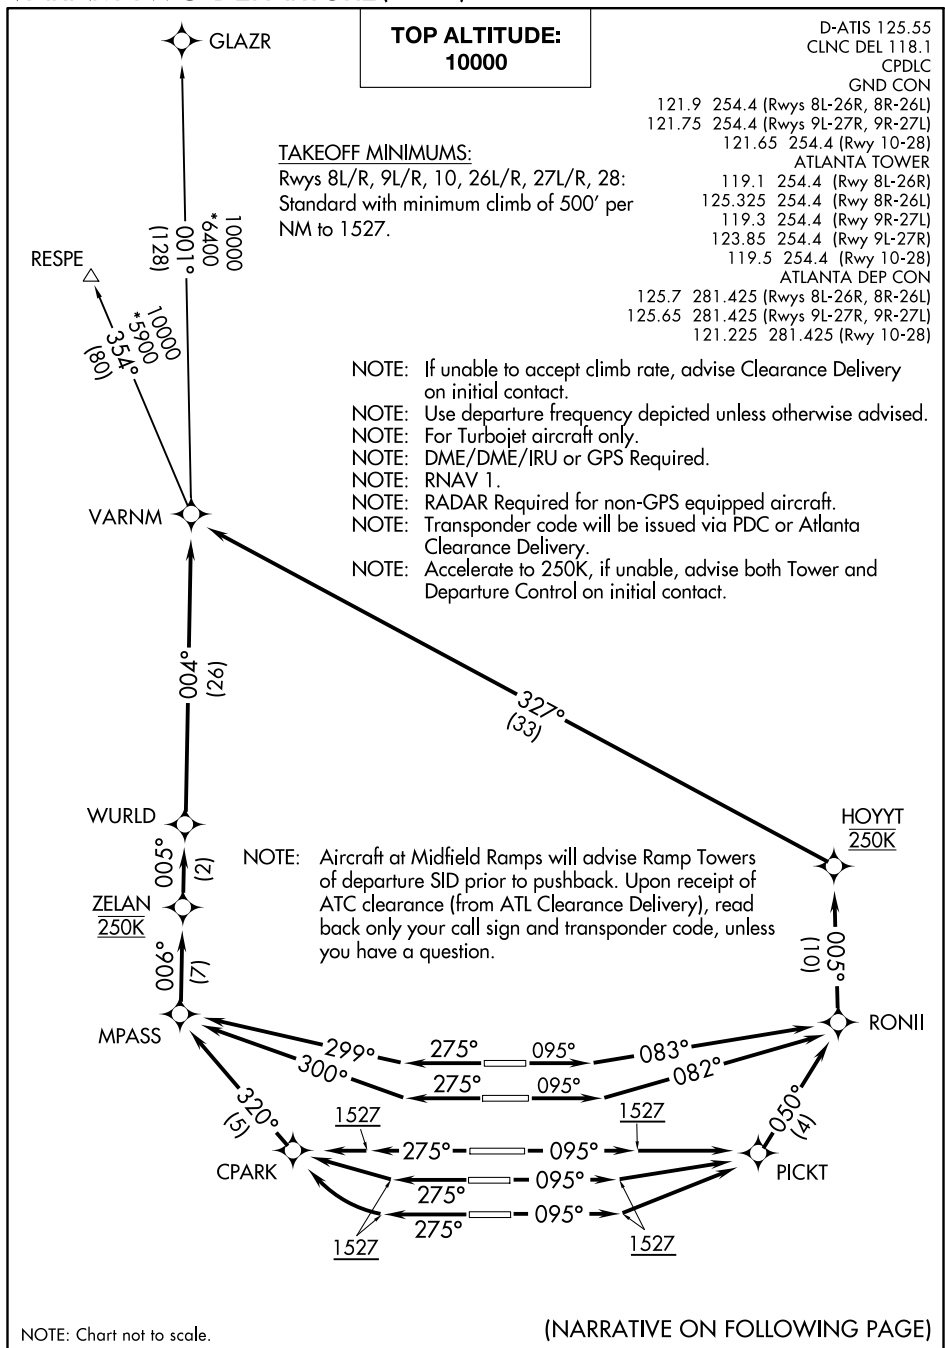 GLAZR
TOP ALTITUDE:
10000
D-ATIS 125.55
CLNC DEL 118.1
CPDLC
GND CON
121.9 254.4 (Rwys 8L-26R, 8R-26L)
121.75 254.4 (Rwys 9L-27R, 9R-27L)
121.65 254.4 (Rwy 10-28)
ATLANTA TOWER
119.1 254.4 (Rwy 8L-26R)
125.325 254.4 (Rwy 8R-26L)
119.3 254.4 (Rwy 9R-27L)
123.85 254.4 (Rwy 9L-27R)
119.5 254.4 (Rwy 10-28)
ATLANTA DEP CON
125.7 281.425 (Rwys 8L-26R, 8R-26L)
125.65 281.425 (Rwys 9L-27R, 9R-27L)
121.225 281.425 (Rwy 10-28)
TAKEOFF MINIMUMS:
Rwys 8L/R, 9L/R, 10, 26L/R, 27L/R, 28:
Standard with minimum climb of 500' per
NM to 1527.
10000
*6400
001°
(128)
RESPE
10000
*5900
354°
(80)
NOTE: If unable to accept climb rate, advise Clearance Delivery
on initial contact.
NOTE: Use departure frequency depicted unless otherwise advised.
NOTE: For Turbojet aircraft only.
NOTE: DME/DME/IRU or GPS Required.
NOTE: RNAV 1.
NOTE: RADAR Required for non-GPS equipped aircraft.
NOTE: Transponder code will be issued via PDC or Atlanta
Clearance Delivery.
NOTE: Accelerate to 250K, if unable, advise both Tower and
Departure Control on initial contact.
VARNM
004°
(26)
327°
(33)
WURLD
HOYYT
250K
005°
(2)
NOTE: Aircraft at Midfield Ramps will advise Ramp Towers
of departure SID prior to pushback. Upon receipt of
ATC clearance (from ATL Clearance Delivery), read
back only your call sign and transponder code, unless
you have a question.
ZELAN
250K
006°
(7)
005°
(10)
MPASS
RONII
299° 275° 095° 083°
300° 275° 095° 082°
320°
(5)
050°
(4)
1527
1527
275° 095°
CPARK
PICKT
275° 095°
275° 095°
1527
1527
NOTE: Chart not to scale.
(NARRATIVE ON FOLLOWING PAGE)